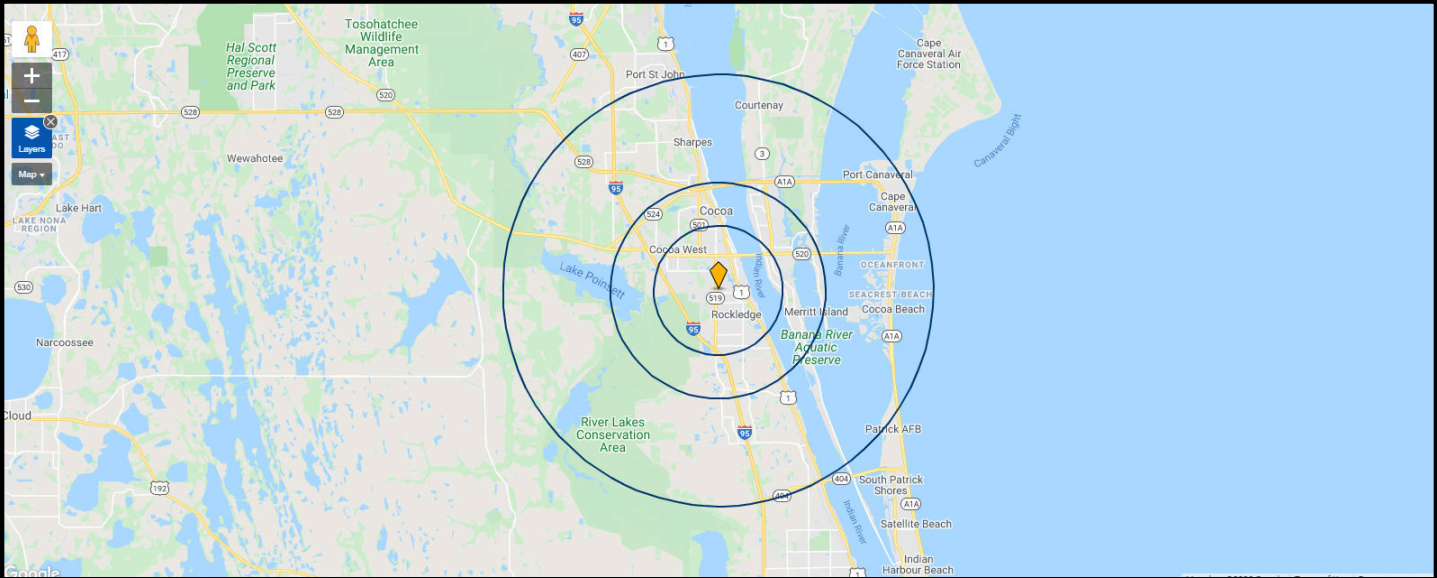 95
Tosohatchee
Wildlife
Management
Area
Cape
Canaveral Air
Force Station
1
Hal Scott
Regional
Preserve
and Park
417
407
Port St John
+
520
Courtenay
−
528
528
Canaveral Bight
Layers
Sharpes
3
Wewahotee
528
Map
95
A1A
Port Canaveral
Cape
Canaveral
Lake Hart
LAKE NONA
REGION
524
Cocoa
501
A1A
Cocoa West
520
Banana River
OCEANFRONT
Lake Poinsett
Indian River
530
519
1
SEACREST BEACH
Rockledge
Merritt Island
Cocoa Beach
95
Banana River
Aquatic
Preserve
A1A
Narcoossee
1
Cloud
River Lakes
Conservation
Area
95
Patrick AFB
192
404
404
South Patrick
Shores
A1A
Indian River
Satellite Beach
Indian
Harbour Beach
1
Google